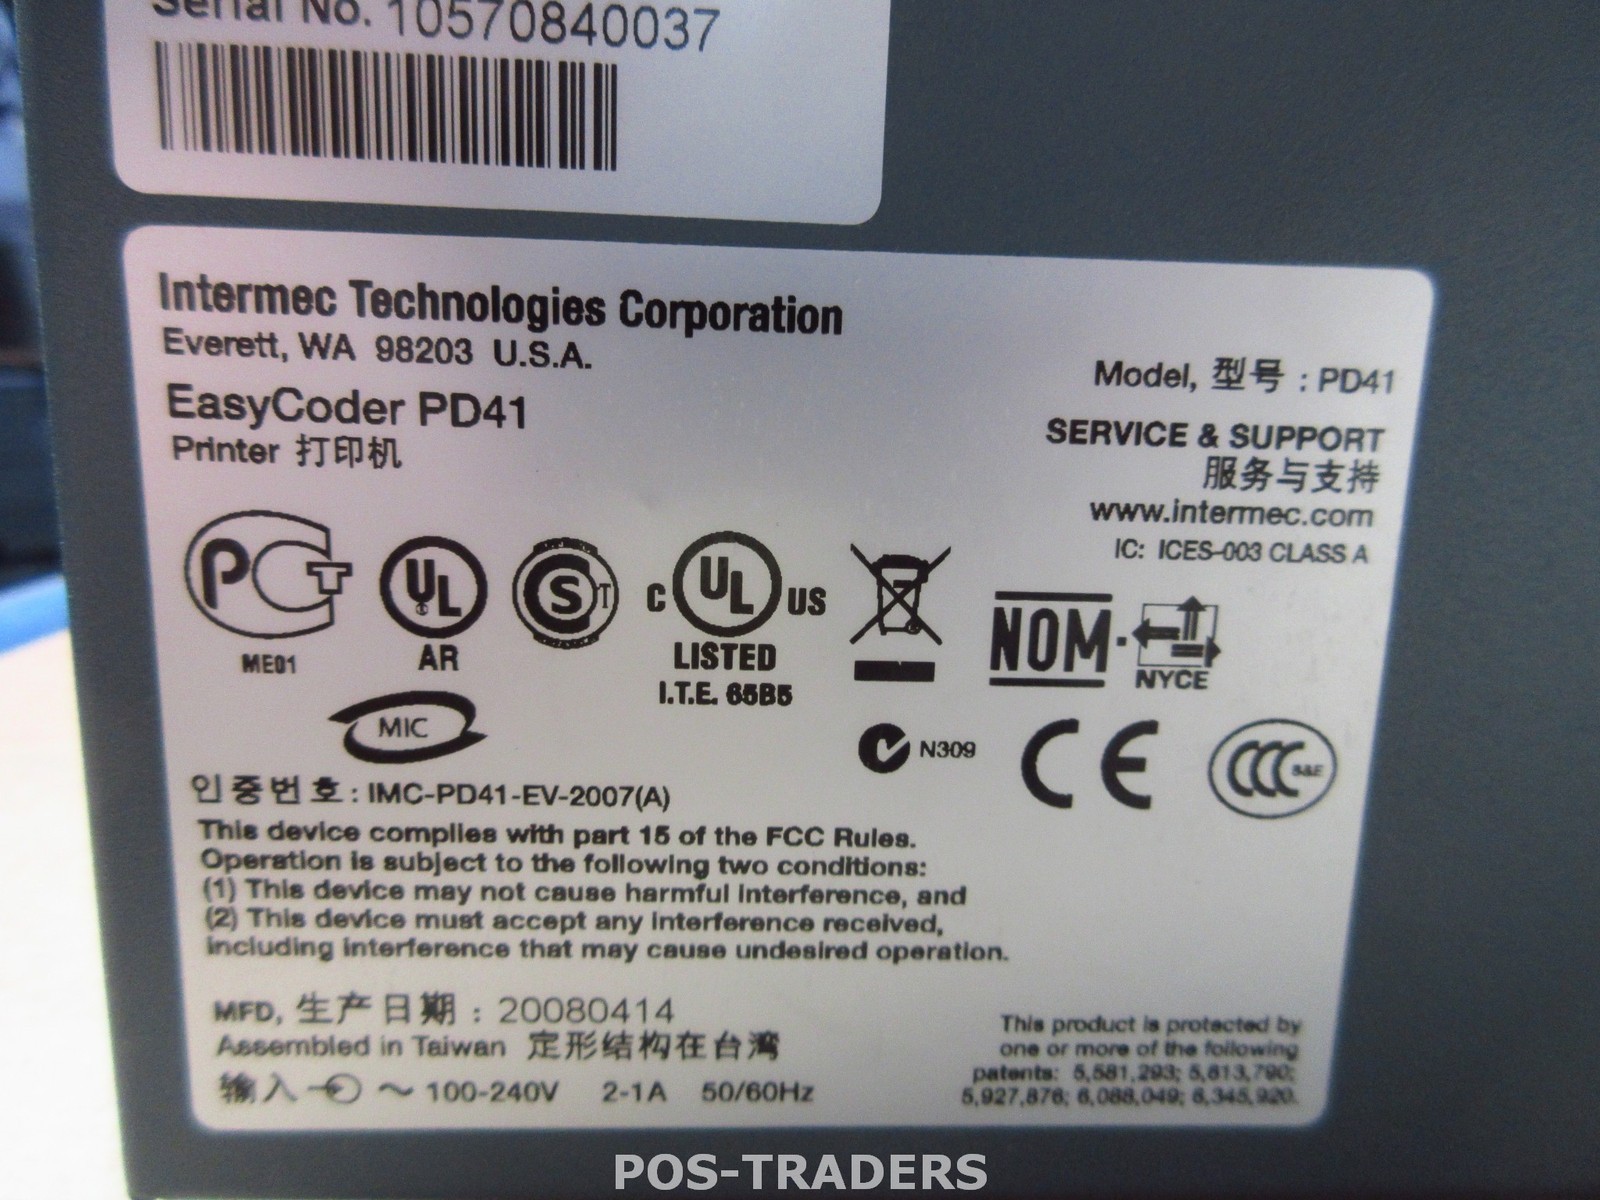 Serial No. 10570840037
Intermec Technologies Corporation
Everett, WA 98203 U.S.A.
EasyCoder PD41
Printer 打印机
Model, 型号 : PD41
SERVICE & SUPPORT
服务与支持
www.intermec.com
IC: ICES-003 CLASS A
PCT
ME01
UL
AR
CST
C UL US
LISTED
I.T.E. 65B5
NOM
NYCE
MIC
N309
CE
CCC S&E
인증번호 : IMC-PD41-EV-2007(A)
This device complies with part 15 of the FCC Rules.
Operation is subject to the following two conditions:
(1) This device may not cause harmful interference, and
(2) This device must accept any interference received,
including interference that may cause undesired operation.
MFD, 生产日期 : 20080414
Assembled in Taiwan 定形结构在台湾
输入 ~ 100-240V 2-1A 50/60Hz
This product is protected by
one or more of the following
patents: 5,581,293; 5,613,790;
5,927,876; 6,088,049; 6,345,920.
POS-TRADERS